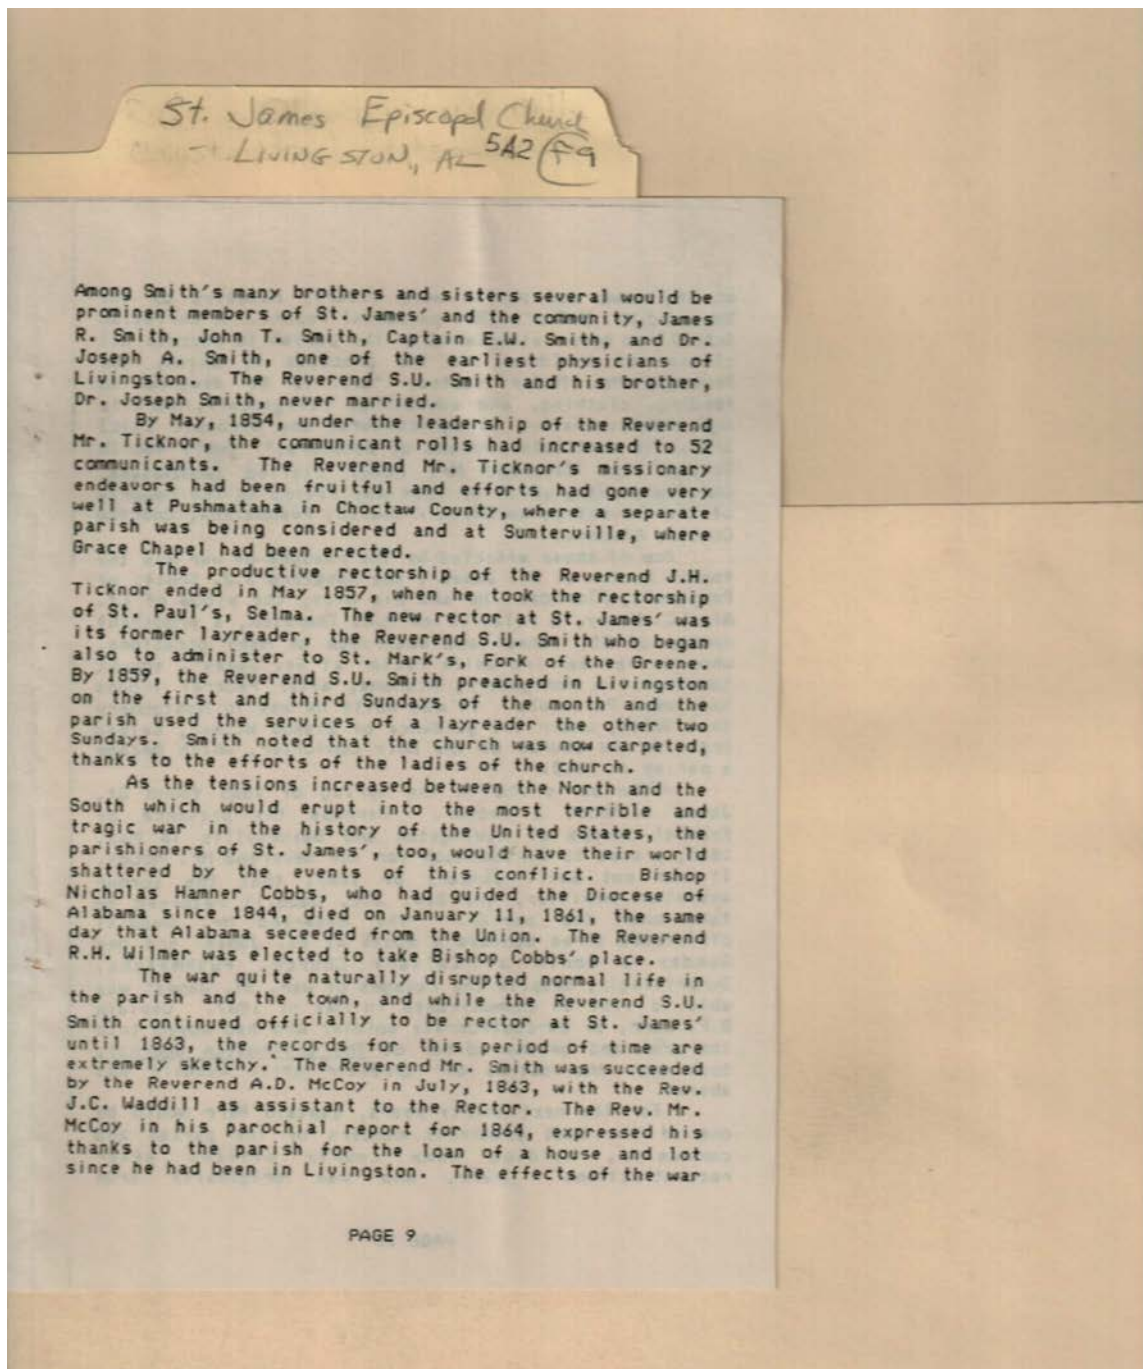 St. James Episcopal Church
- LIVINGSTON, AL 5A2 f9
Among Smith's many brothers and sisters several would be
prominent members of St. James' and the community, James
R. Smith, John T. Smith, Captain E.W. Smith, and Dr.
Joseph A. Smith, one of the earliest physicians of
Livingston. The Reverend S.U. Smith and his brother,
Dr. Joseph Smith, never married.
By May, 1854, under the leadership of the Reverend
Mr. Ticknor, the communicant rolls had increased to 52
communicants. The Reverend Mr. Ticknor's missionary
endeavors had been fruitful and efforts had gone very
well at Pushmataha in Choctaw County, where a separate
parish was being considered and at Sumterville, where
Grace Chapel had been erected.
The productive rectorship of the Reverend J.H.
Ticknor ended in May 1857, when he took the rectorship
of St. Paul's, Selma. The new rector at St. James' was
its former layreader, the Reverend S.U. Smith who began
also to administer to St. Mark's, Fork of the Greene.
By 1859, the Reverend S.U. Smith preached in Livingston
on the first and third Sundays of the month and the
parish used the services of a layreader the other two
Sundays. Smith noted that the church was now carpeted,
thanks to the efforts of the ladies of the church.
As the tensions increased between the North and the
South which would erupt into the most terrible and
tragic war in the history of the United States, the
parishioners of St. James', too, would have their world
shattered by the events of this conflict. Bishop
Nicholas Hamner Cobbs, who had guided the Diocese of
Alabama since 1844, died on January 11, 1861, the same
day that Alabama seceeded from the Union. The Reverend
R.H. Wilmer was elected to take Bishop Cobbs' place.
The war quite naturally disrupted normal life in
the parish and the town, and while the Reverend S.U.
Smith continued officially to be rector at St. James'
until 1863, the records for this period of time are
extremely sketchy. The Reverend Mr. Smith was succeeded
by the Reverend A.D. McCoy in July, 1863, with the Rev.
J.C. Waddill as assistant to the Rector. The Rev. Mr.
McCoy in his parochial report for 1864, expressed his
thanks to the parish for the loan of a house and lot
since he had been in Livingston. The effects of the war
PAGE 9